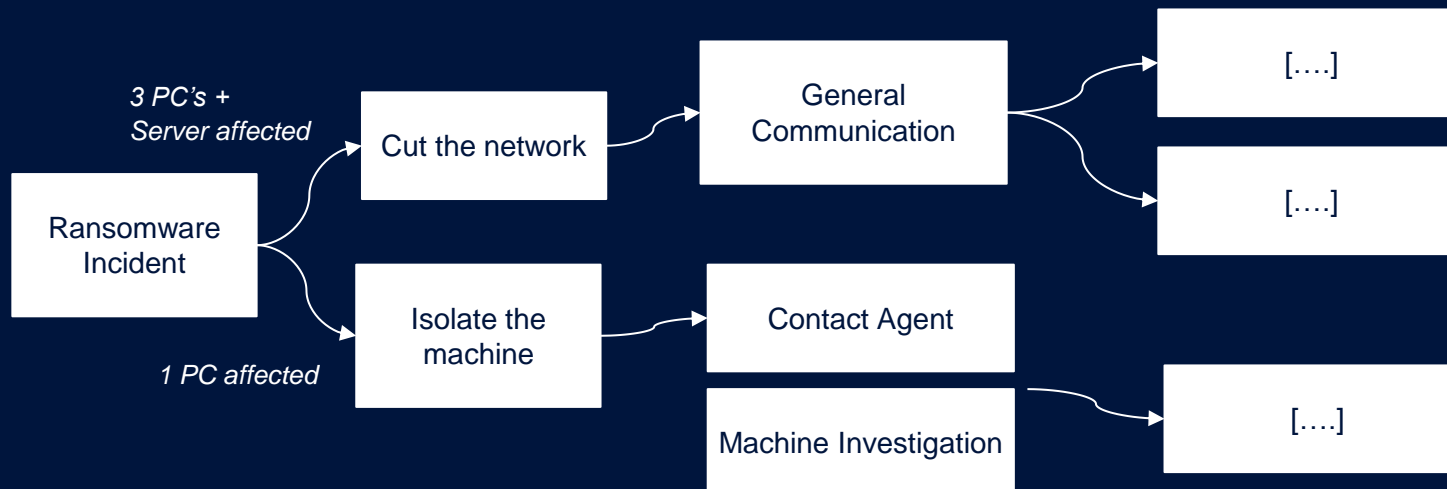 3 PC’s +
Server affected
Ransomware
Incident
1 PC affected
Cut the network
Isolate the
machine
General
Communication
Contact Agent
Machine Investigation
[….]
[….]
[….]